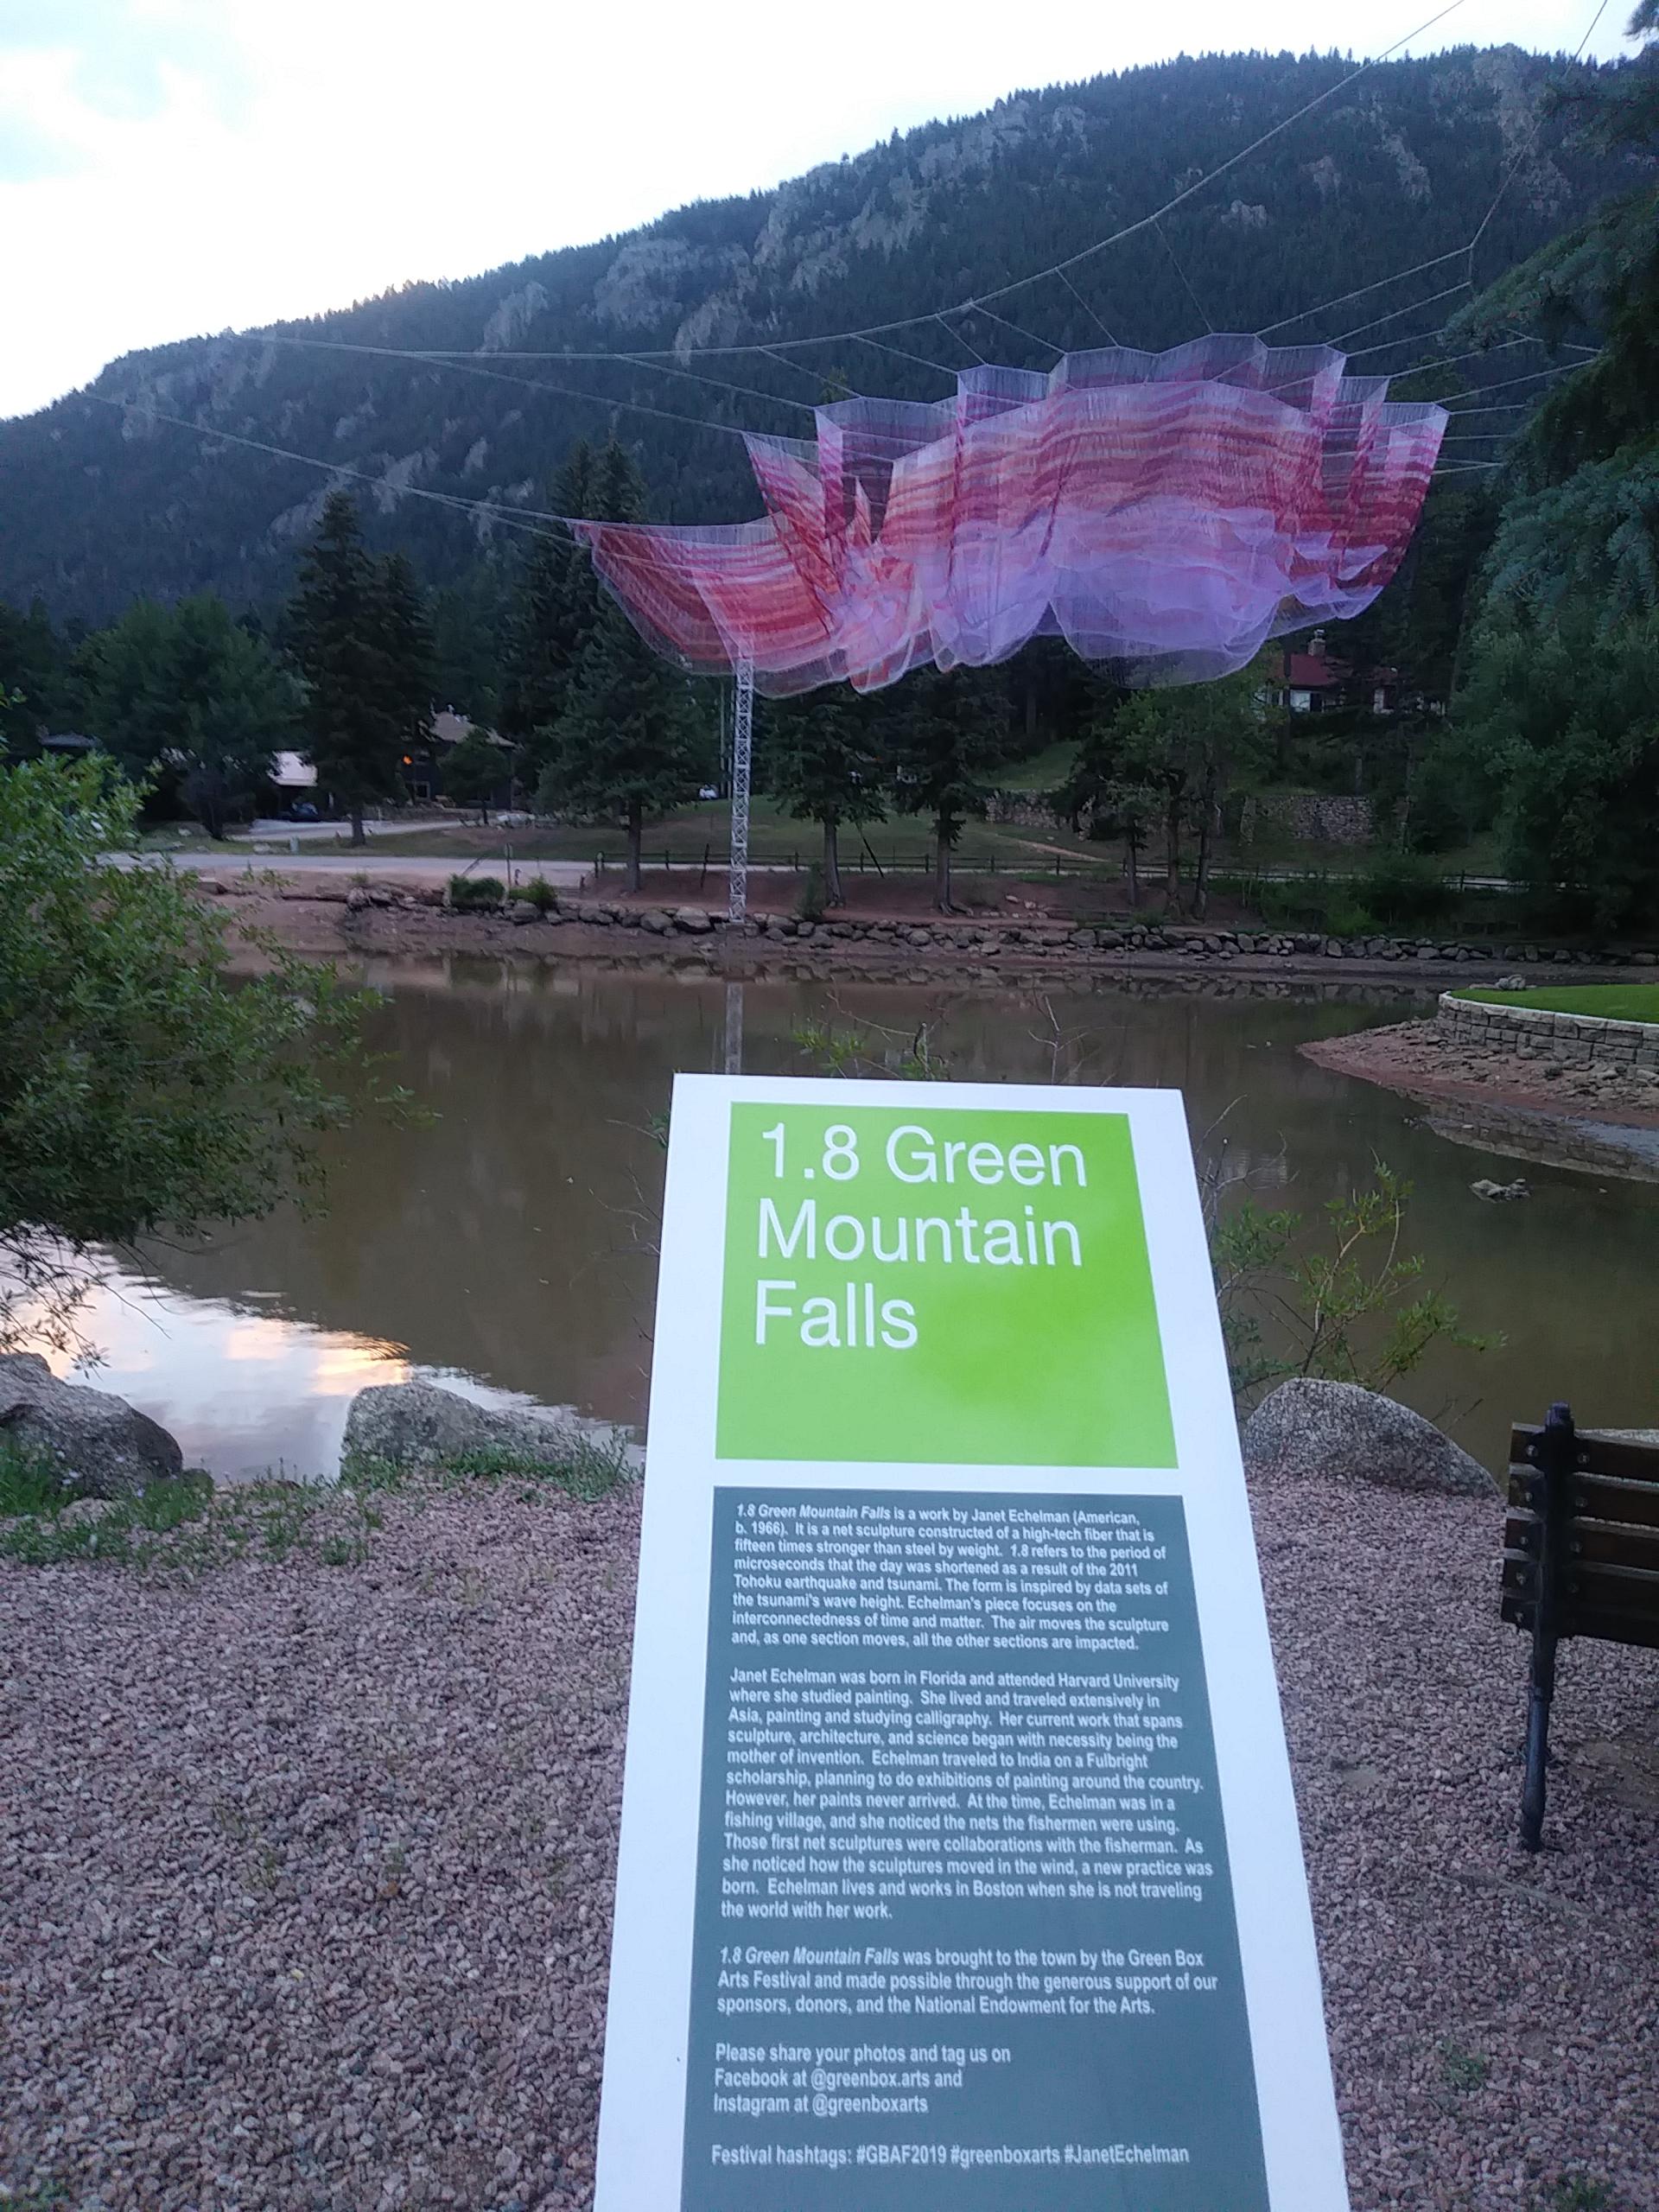 1.8 Green
Mountain
Falls
1.8 Green Mountain Falls is a work by Janet Echelman (American,
b. 1966). It is a net sculpture constructed of a high-tech fiber that is
fifteen times stronger than steel by weight. 1.8 refers to the period of
microseconds that the day was shortened as a result of the 2011
Tohoku earthquake and tsunami. The form is inspired by data sets of
the tsunami's wave height. Echelman's piece focuses on the
interconnectedness of time and matter. The air moves the sculpture
and, as one section moves, all the other sections are impacted.
Janet Echelman was born in Florida and attended Harvard University
where she studied painting. She lived and traveled extensively in
Asia, painting and studying calligraphy. Her current work that spans
sculpture, architecture, and science began with necessity being the
mother of invention. Echelman traveled to India on a Fulbright
scholarship, planning to do exhibitions of painting around the country.
However, her paints never arrived. At the time, Echelman was in a
fishing village, and she noticed the nets the fishermen were using.
Those first net sculptures were collaborations with the fisherman. As
she noticed how the sculptures moved in the wind, a new practice was
born. Echelman lives and works in Boston when she is not traveling
the world with her work.
1.8 Green Mountain Falls was brought to the town by the Green Box
Arts Festival and made possible through the generous support of our
sponsors, donors, and the National Endowment for the Arts.
Please share your photos and tag us on
Facebook at @greenbox.arts and
Instagram at @greenboxarts
Festival hashtags: #GBAF2019 #greenboxarts #JanetEchelman